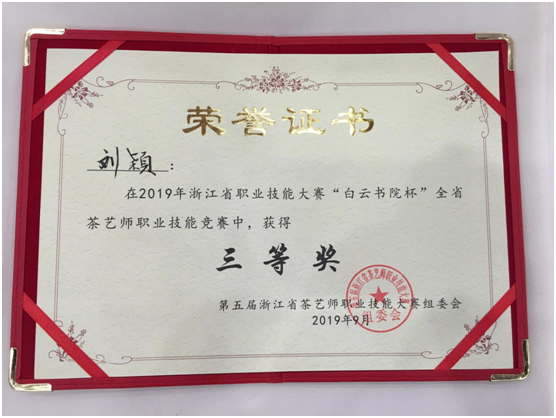 荣誉证书
刘颖：
在2019年浙江省职业技能大赛“白云书院杯”全省
茶艺师职业技能竞赛中，获得
三等奖
第五届浙江省茶艺师职业技能大赛组委会
2019年9月
组委会